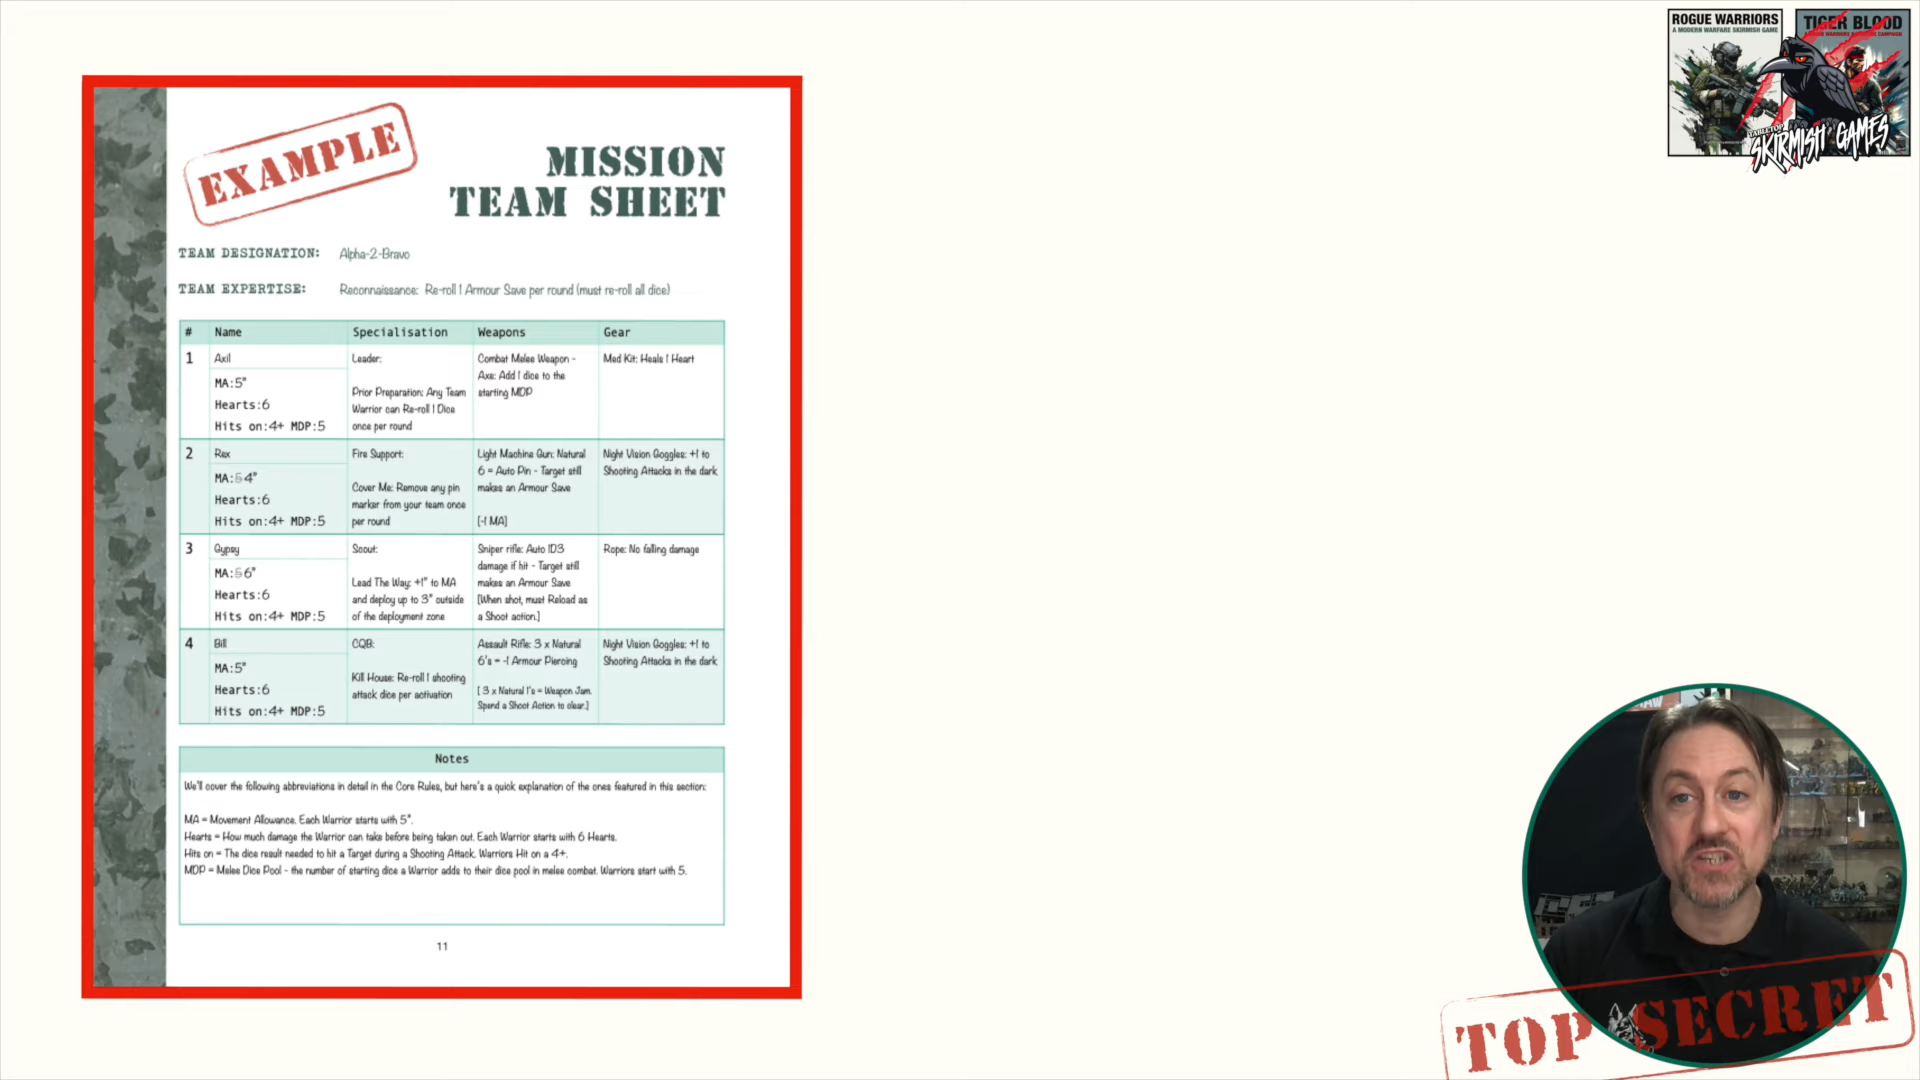 ROGUE WARRIORS
A MODERN WARFARE SKIRMISH GAME
TIGER BLOOD
TABLETOP
SKIRMISH GAMES
EXAMPLE
MISSION
TEAM SHEET
TEAM DESIGNATION: Alpha-2-Bravo
TEAM EXPERTISE: Reconnaissance: Re-roll 1 Armour Save per round (must re-roll all dice)
# Name Specialisation Weapons Gear
1 Axil
MA:5"
Hearts:6
Hits on:4+ MDP:5
Leader:
Prior Preparation: Any Team
Warrior can Re-roll 1 Dice
once per round
Combat Melee Weapon -
Axe: Add 1 dice to the
starting MDP
Med Kit: Heals 1 Heart
2 Rex
MA:5 4"
Hearts:6
Hits on:4+ MDP:5
Fire Support:
Cover Me: Remove any pin
marker from your team once
per round
Light Machine Gun: Natural
6 = Auto Pin - Target still
makes an Armour Save
[-1 MA]
Night Vision Goggles: +1 to
Shooting Attacks in the dark
3 Gypsy
MA:5 6"
Hearts:6
Hits on:4+ MDP:5
Scout:
Lead The Way: +1" to MA
and deploy up to 3" outside
of the deployment zone
Sniper rifle: Auto 1D3
damage if hit - Target still
makes an Armour Save
[When shot, must Reload as
a Shoot action.]
Rope: No falling damage
4 Bill
MA:5"
Hearts:6
Hits on:4+ MDP:5
CQB:
Kill House: Re-roll 1 shooting
attack dice per activation
Assault Rifle: 3 x Natural
6's = -1 Armour Piercing
[ 3 x Natural 1's = Weapon Jam.
Spend a Shoot Action to clear.]
Night Vision Goggles: +1 to
Shooting Attacks in the dark
Notes
We'll cover the following abbreviations in detail in the Core Rules, but here's a quick explanation of the ones featured in this section:
MA = Movement Allowance. Each Warrior starts with 5".
Hearts = How much damage the Warrior can take before being taken out. Each Warrior starts with 6 Hearts.
Hits on = The dice result needed to hit a Target during a Shooting Attack. Warriors Hit on a 4+.
MDP = Melee Dice Pool - the number of starting dice a Warrior adds to their dice pool in melee combat. Warriors start with 5.
11
TOP SECRET